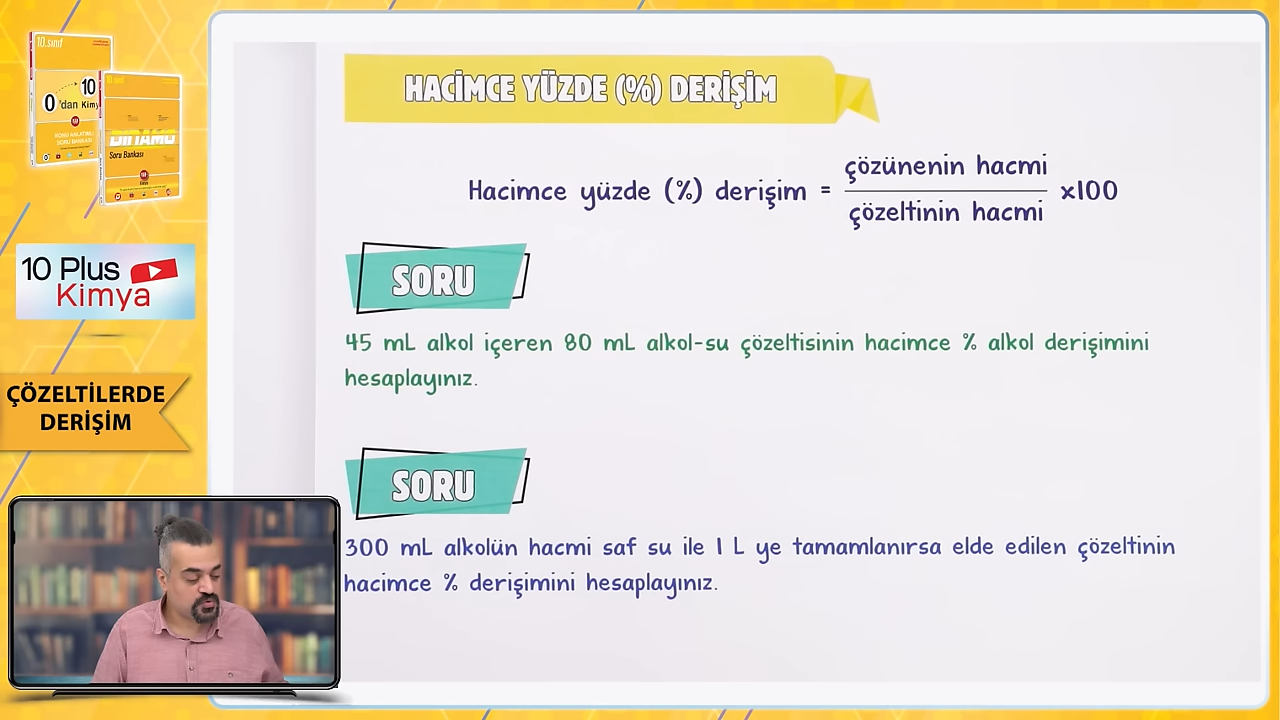 10.sınıf
0'dan 10
Soru Bankası
10 Plus
Kimya
ÇÖZELTİLERDE
DERİŞİM
HACİMCE YÜZDE (%) DERİŞİM
Hacimce yüzde (%) derişim = çözünenin hacmi / çözeltinin hacmi x100
SORU
45 mL alkol içeren 80 mL alkol-su çözeltisinin hacimce % alkol derişimini
hesaplayınız.
SORU
300 mL alkolün hacmi saf su ile 1 L ye tamamlanırsa elde edilen çözeltinin
hacimce % derişimini hesaplayınız.